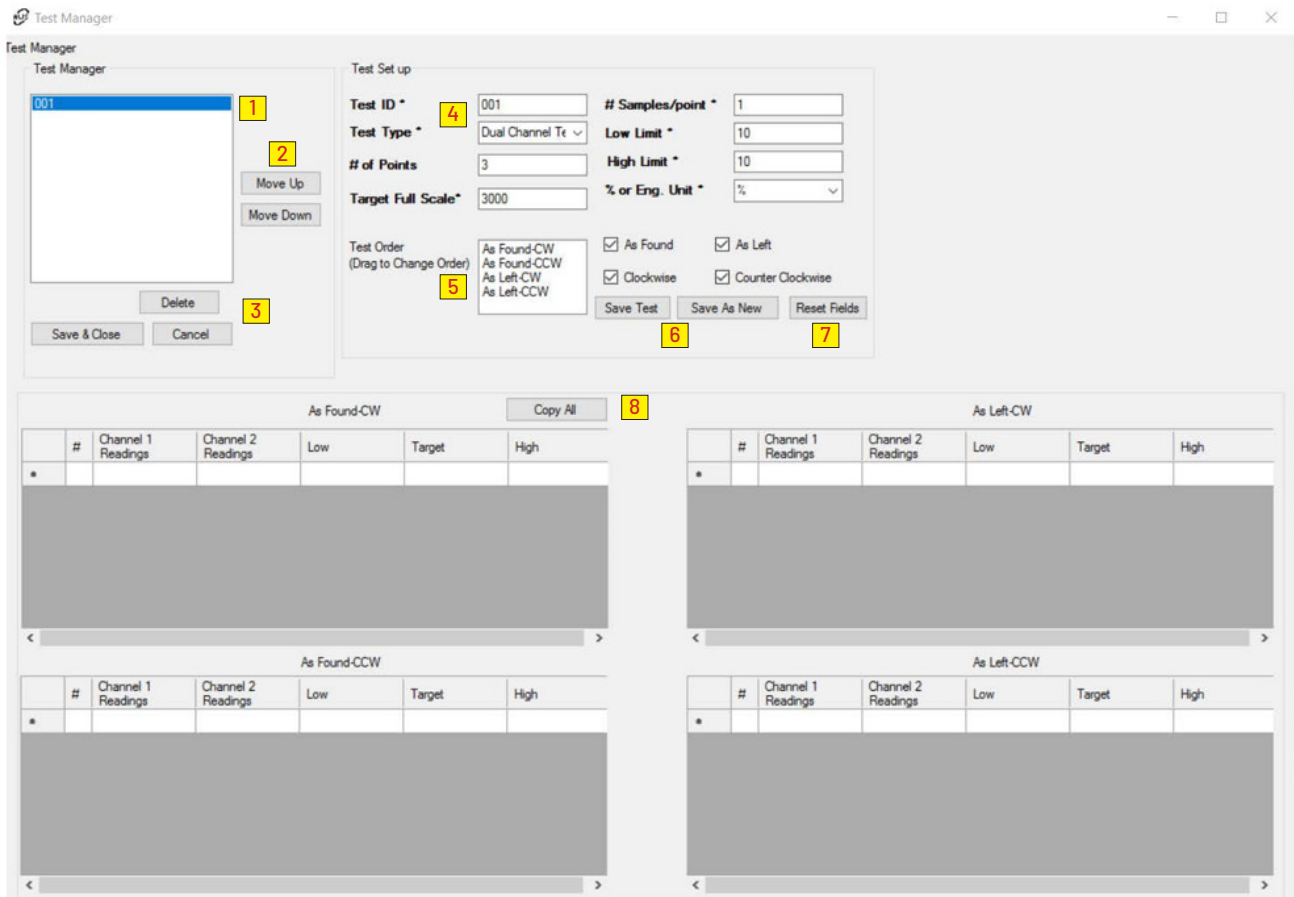 Test Manager
Test Manager
Test Manager
001
1
2
Move Up
Move Down
Delete
3
Save & Close Cancel
Test Set up
Test ID * 001 # Samples/point * 1
4
Test Type * Dual Channel Te Low Limit * 10
# of Points 3 High Limit * 10
Target Full Scale* 3000 % or Eng. Unit * %
Test Order
(Drag to Change Order)
5
As Found-CW
As Found-CCW
As Left-CW
As Left-CCW
As Found As Left
Clockwise Counter Clockwise
Save Test Save As New Reset Fields
6 7
As Found-CW Copy All 8
# Channel 1 Readings Channel 2 Readings Low Target High
*
As Left-CW
# Channel 1 Readings Channel 2 Readings Low Target High
*
As Found-CCW
# Channel 1 Readings Channel 2 Readings Low Target High
*
As Left-CCW
# Channel 1 Readings Channel 2 Readings Low Target High
*